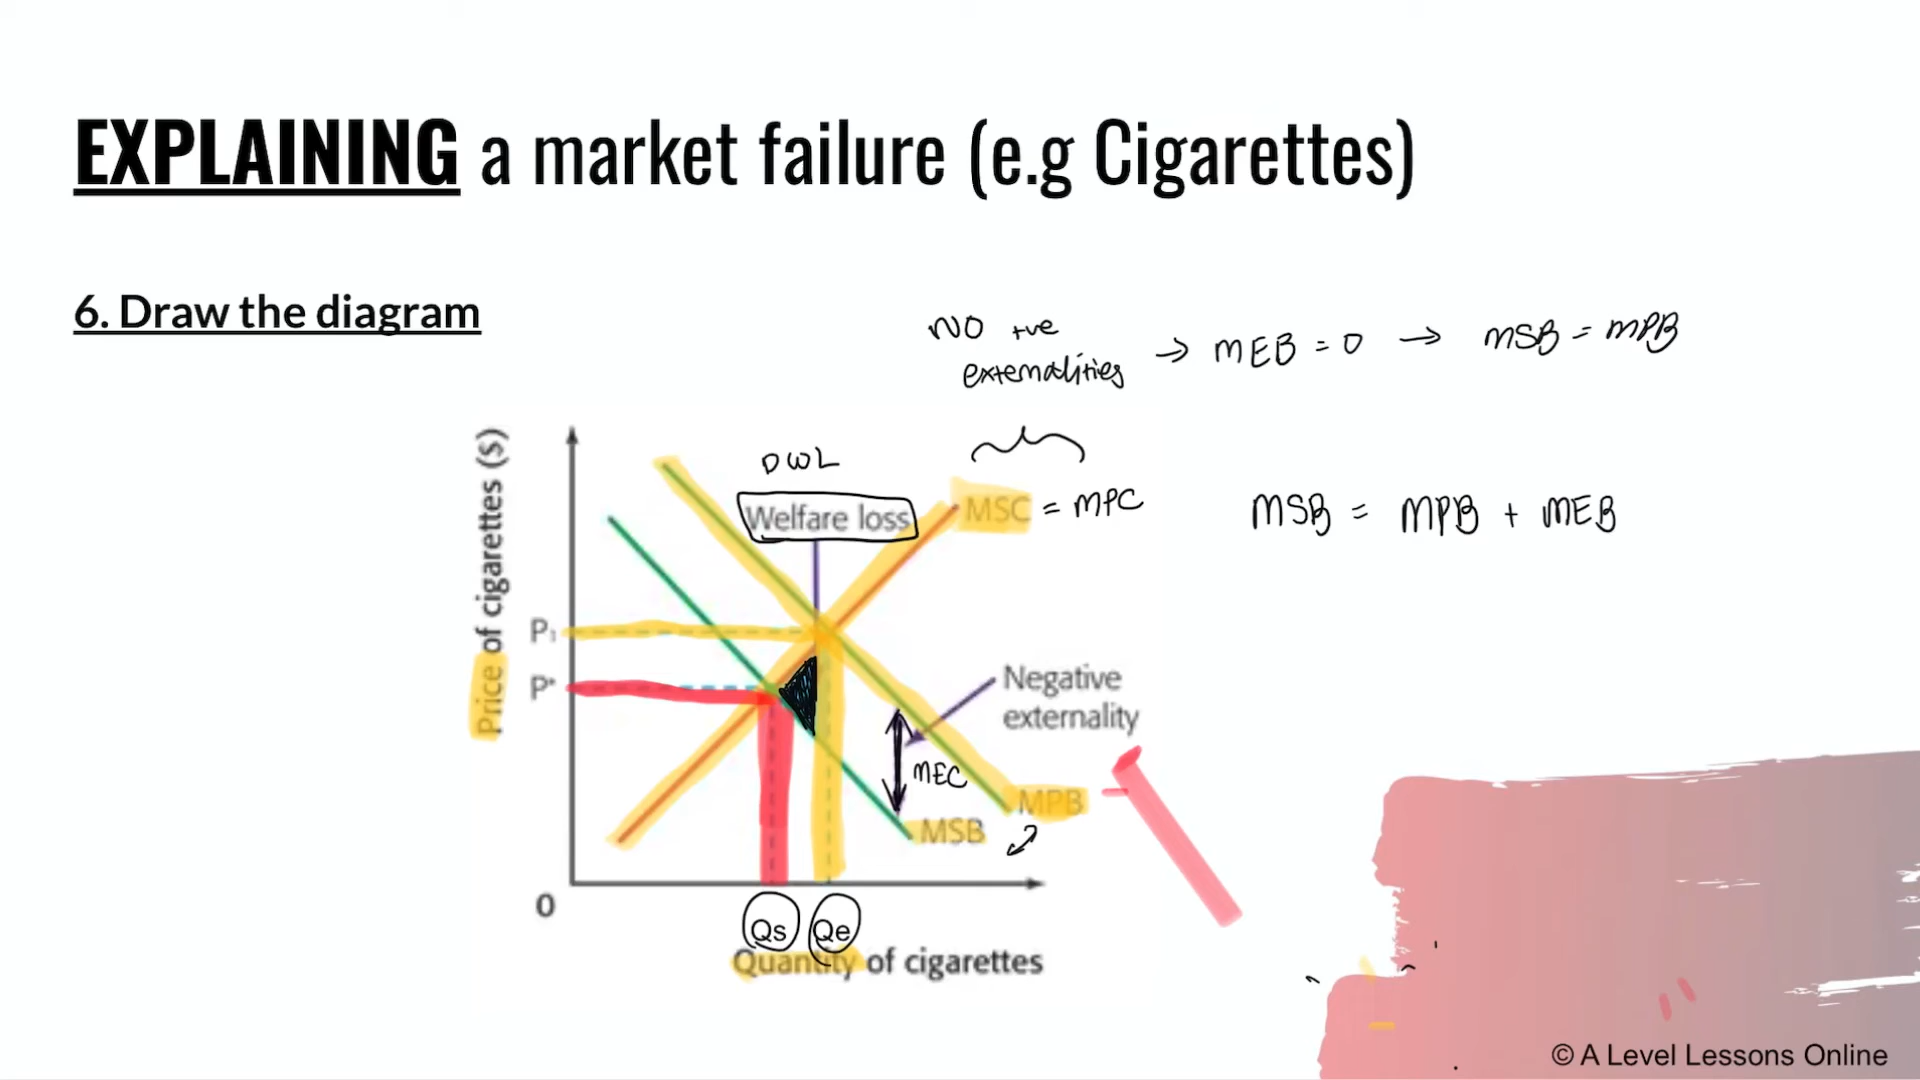 EXPLAINING a market failure (e.g Cigarettes)
6. Draw the diagram
NO +ve
externalities → MEB = 0 → MSB = MPB
DWL
Welfare loss
MSC = MPC
MSB = MPB + MEB
Price of cigarettes ($)
P₁
P*
Negative
externality
MEC
MPB
MSB
0
Qs Qe
Quantity of cigarettes
© A Level Lessons Online